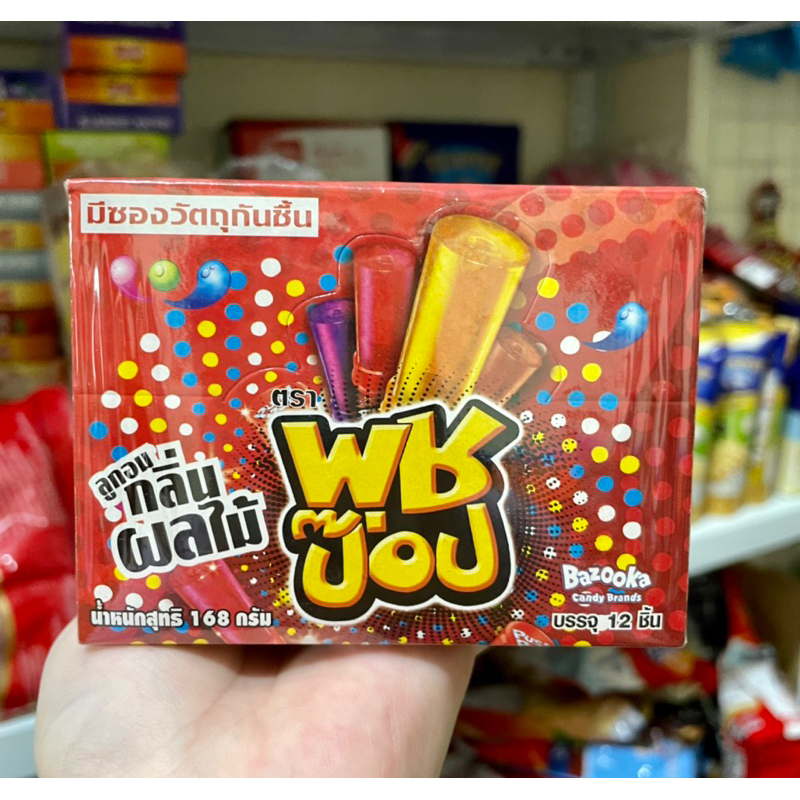 มีซองวัตถุกันชื้น
ตรา
พุช
ป๊อป
ลูกอม
กลิ่น
ผลไม้
Bazooka
Candy Brands
น้ำหนักสุทธิ 168 กรัม
บรรจุ 12 ชิ้น